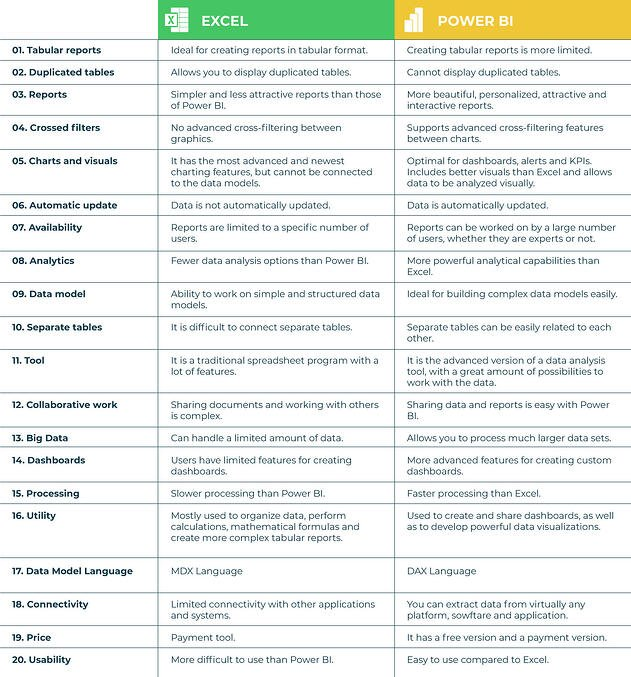 EXCEL
POWER BI
01. Tabular reports
Ideal for creating reports in tabular format.
Creating tabular reports is more limited.
02. Duplicated tables
Allows you to display duplicated tables.
Cannot display duplicated tables.
03. Reports
Simpler and less attractive reports than those
of Power BI.
More beautiful, personalized, attractive and
interactive reports.
04. Crossed filters
No advanced cross-filtering between
graphics.
Supports advanced cross-filtering features
between charts.
05. Charts and visuals
It has the most advanced and newest
charting features, but cannot be connected
to the data models.
Optimal for dashboards, alerts and KPIs.
Includes better visuals than Excel and allows
data to be analyzed visually.
06. Automatic update
Data is not automatically updated.
Data is automatically updated.
07. Availability
Reports are limited to a specific number of
users.
Reports can be worked on by a large number
of users, whether they are experts or not.
08. Analytics
Fewer data analysis options than Power BI.
More powerful analytical capabilities than
Excel.
09. Data model
Ability to work on simple and structured data
models.
Ideal for building complex data models easily.
10. Separate tables
It is difficult to connect separate tables.
Separate tables can be easily related to each
other.
11. Tool
It is a traditional spreadsheet program with a
lot of features.
It is the advanced version of a data analysis
tool, with a great amount of possibilities to
work with the data.
12. Collaborative work
Sharing documents and working with others
is complex.
Sharing data and reports is easy with Power
BI.
13. Big Data
Can handle a limited amount of data.
Allows you to process much larger data sets.
14. Dashboards
Users have limited features for creating
dashboards.
More advanced features for creating custom
dashboards.
15. Processing
Slower processing than Power BI.
Faster processing than Excel.
16. Utility
Mostly used to organize data, perform
calculations, mathematical formulas and
create more complex tabular reports.
Used to create and share dashboards, as well
as to develop powerful data visualizations.
17. Data Model Language
MDX Language
DAX Language
18. Connectivity
Limited connectivity with other applications
and systems.
You can extract data from virtually any
platform, sowftare and application.
19. Price
Payment tool.
It has a free version and a payment version.
20. Usability
More difficult to use than Power BI.
Easy to use compared to Excel.